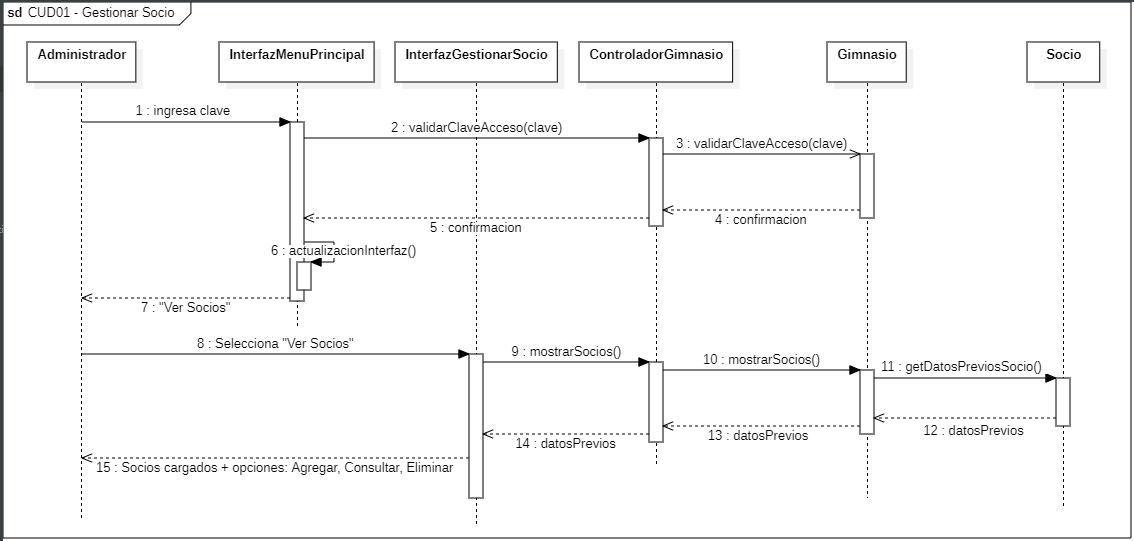 sd CUD01 - Gestionar Socio
Administrador
InterfazMenuPrincipal
InterfazGestionarSocio
ControladorGimnasio
Gimnasio
Socio
1 : ingresa clave
2 : validarClaveAcceso(clave)
3 : validarClaveAcceso(clave)
4 : confirmacion
5 : confirmacion
6 : actualizacionInterfaz()
7 : "Ver Socios"
8 : Selecciona "Ver Socios"
9 : mostrarSocios()
10 : mostrarSocios()
11 : getDatosPreviosSocio()
12 : datosPrevios
13 : datosPrevios
14 : datosPrevios
15 : Socios cargados + opciones: Agregar, Consultar, Eliminar